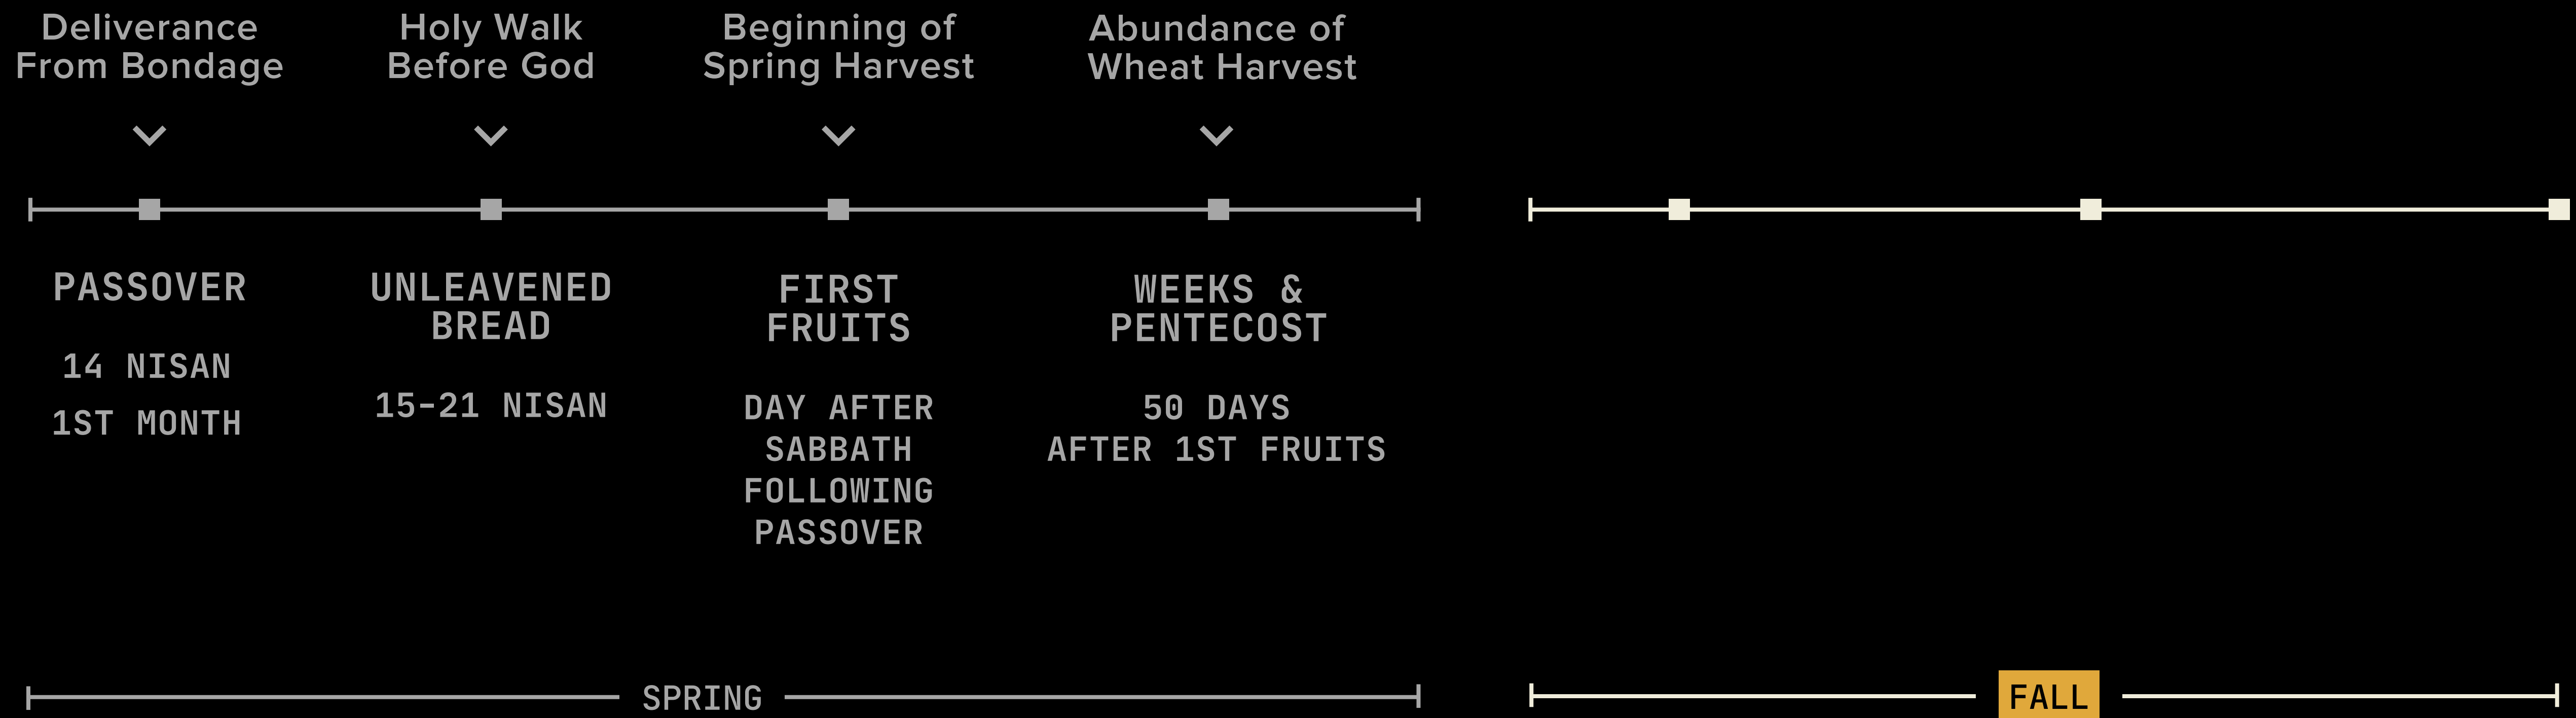 Deliverance
From Bondage
Holy Walk
Before God
Beginning of
Spring Harvest
Abundance of
Wheat Harvest
PASSOVER
14 NISAN
1ST MONTH
UNLEAVENED
BREAD
15-21 NISAN
FIRST
FRUITS
DAY AFTER
SABBATH
FOLLOWING
PASSOVER
WEEKS &
PENTECOST
50 DAYS
AFTER 1ST FRUITS
SPRING
FALL